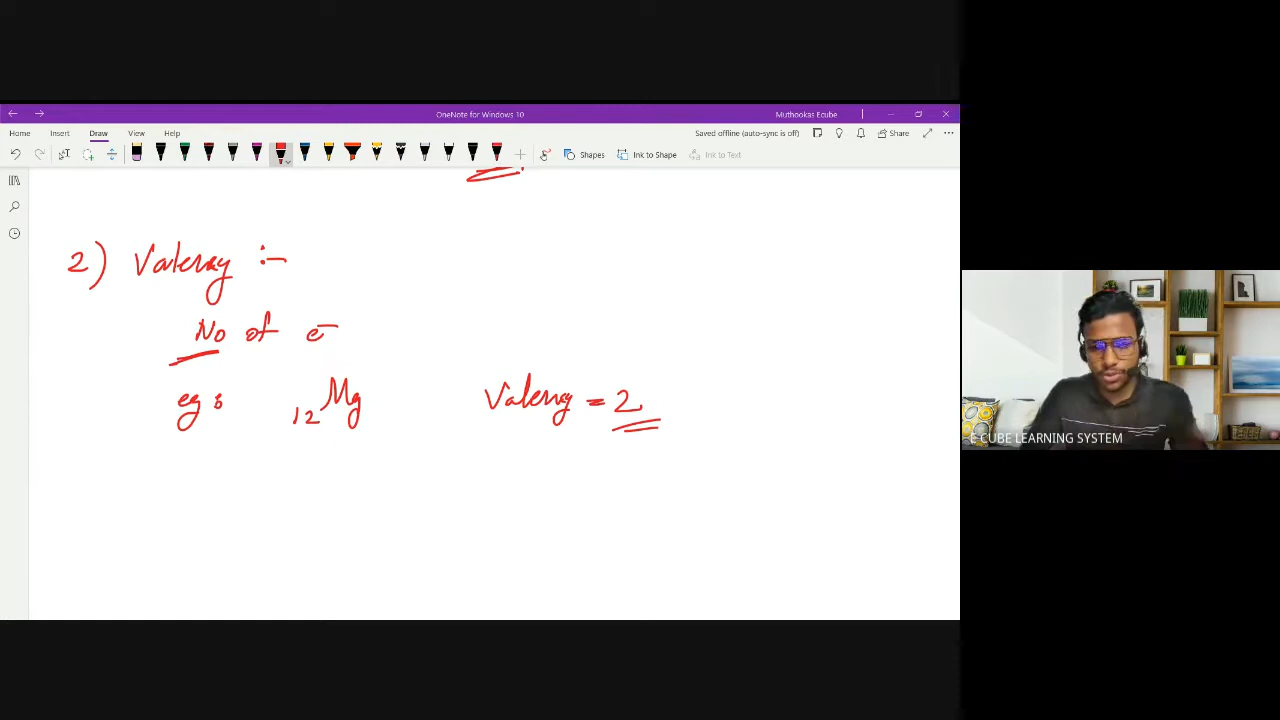 OneNote for Windows 10
Muthookas Ecube
Home Insert Draw View Help
Saved offline (auto-sync is off)
Share
Shapes
Ink to Shape
Ink to Text
2) Valency :-
No of e⁻
eg :
₁₂Mg Valency = 2
E CUBE LEARNING SYSTEM